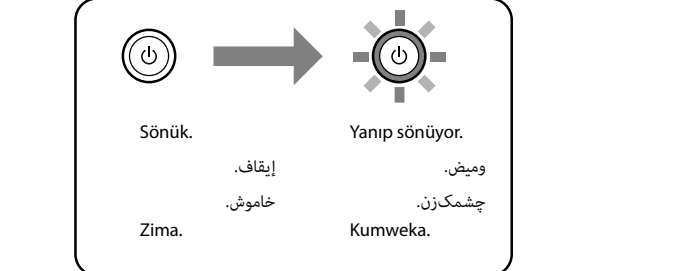 Sönük.
Yanıp sönüyor.
إيقاف.
وميض.
خاموش.
چشمک‌زن.
Zima.
Kumweka.